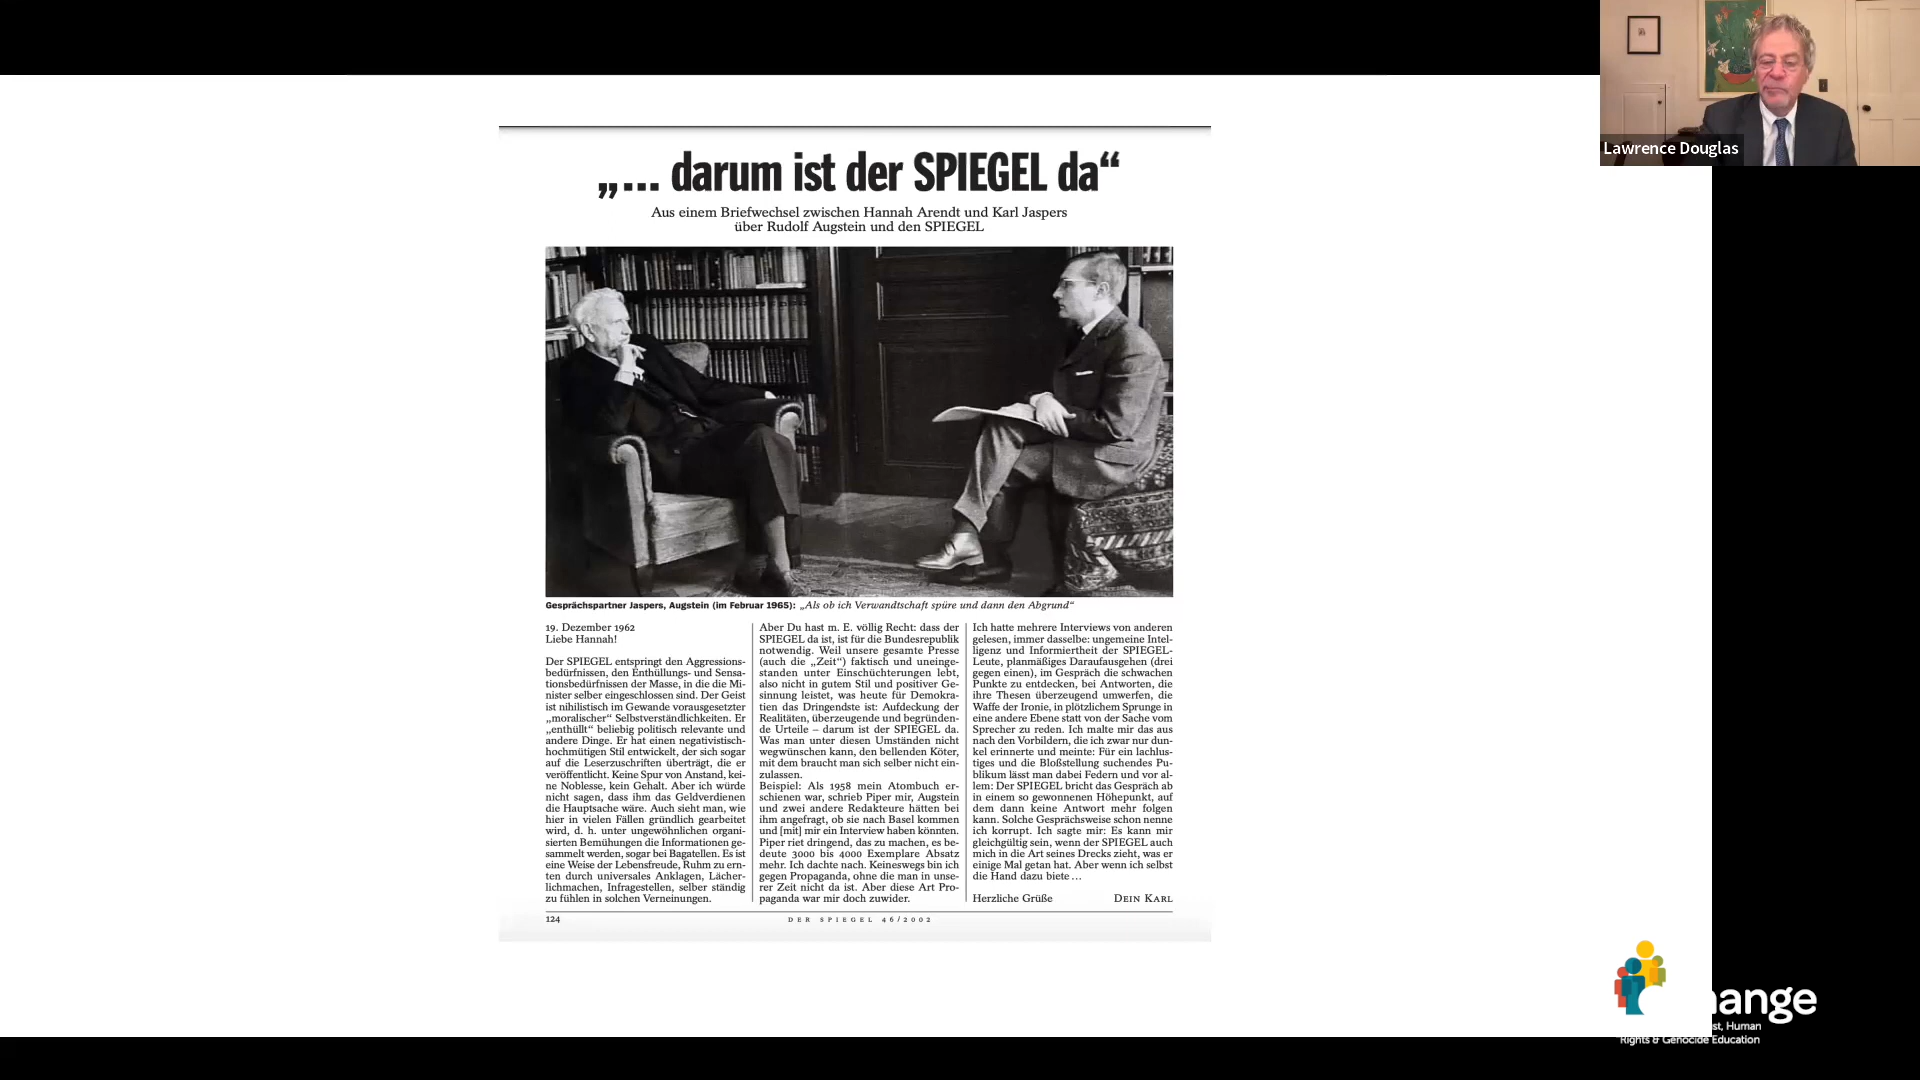 Lawrence Douglas
„... darum ist der SPIEGEL da“
Aus einem Briefwechsel zwischen Hannah Arendt und Karl Jaspers
über Rudolf Augstein und den SPIEGEL
Gesprächspartner Jaspers, Augstein (im Februar 1965): „Als ob ich Verwandtschaft spüre und dann den Abgrund“
19. Dezember 1962
Liebe Hannah!
Der SPIEGEL entspringt den Aggressions-
bedürfnissen, den Enthüllungs- und Sensa-
tionsbedürfnissen der Masse, in die die Mi-
nister selber eingeschlossen sind. Der Geist
ist nihilistisch im Gewande vorausgesetzter
„moralischer“ Selbstverständlichkeiten. Er
„enthüllt“ beliebig politisch relevante und
andere Dinge. Er hat einen negativistisch-
hochmütigen Stil entwickelt, der sich sogar
auf die Leserzuschriften überträgt, die er
veröffentlicht. Keine Spur von Anstand, kei-
ne Noblesse, kein Gehalt. Aber ich würde
nicht sagen, dass ihm das Geldverdienen
die Hauptsache wäre. Auch sieht man, wie
hier in vielen Fällen gründlich gearbeitet
wird, d. h. unter ungewöhnlichen organi-
sierten Bemühungen die Informationen ge-
sammelt werden, sogar bei Bagatellen. Es ist
eine Weise der Lebensfreude, Ruhm zu ern-
ten durch universales Anklagen, Lächer-
lichmachen, Infragestellen, selber ständig
zu fühlen in solchen Verneinungen.
Aber Du hast m. E. völlig Recht: dass der
SPIEGEL da ist, ist für die Bundesrepublik
notwendig. Weil unsere gesamte Presse
(auch die „Zeit“) faktisch und uneinge-
standen unter Einschüchterungen lebt,
also nicht in gutem Stil und positiver Ge-
sinnung leistet, was heute für Demokra-
tien das Dringendste ist: Aufdeckung der
Realitäten, überzeugende und begründen-
de Urteile – darum ist der SPIEGEL da.
Was man unter diesen Umständen nicht
wegwünschen kann, den bellenden Köter,
mit dem braucht man sich selber nicht ein-
zulassen.
Beispiel: Als 1958 mein Atombuch er-
schienen war, schrieb Piper mir, Augstein
und zwei andere Redakteure hätten bei
ihm angefragt, ob sie nach Basel kommen
und [mit] mir ein Interview haben könnten.
Piper riet dringend, das zu machen, es be-
deute 3000 bis 4000 Exemplare Absatz
mehr. Ich dachte nach. Keineswegs bin ich
gegen Propaganda, ohne die man in unse-
rer Zeit nicht da ist. Aber diese Art Pro-
paganda war mir doch zuwider.
Ich hatte mehrere Interviews von anderen
gelesen, immer dasselbe: ungemeine Intel-
ligenz und Informiertheit der SPIEGEL-
Leute, planmäßiges Daraufausgehen (drei
gegen einen), im Gespräch die schwachen
Punkte zu entdecken, bei Antworten, die
ihre Thesen überzeugend umwerfen, die
Waffe der Ironie, in plötzlichem Sprunge in
eine andere Ebene statt von der Sache vom
Sprecher zu reden. Ich malte mir das aus
nach den Vorbildern, die ich zwar nur dun-
kel erinnerte und meinte: Für ein lachlus-
tiges und die Bloßstellung suchendes Pu-
blikum lässt man dabei Federn und vor al-
lem: Der SPIEGEL bricht das Gespräch ab
in einem so gewonnenen Höhepunkt, auf
dem dann keine Antwort mehr folgen
kann. Solche Gesprächsweise schon nenne
ich korrupt. Ich sagte mir: Es kann mir
gleichgültig sein, wenn der SPIEGEL auch
mich in die Art seines Drecks zieht, was er
einige Mal getan hat. Aber wenn ich selbst
die Hand dazu biete ...
Herzliche Grüße DEIN KARL
124
DER SPIEGEL 46/2002
ange
st, Human
Rights & Genocide Education